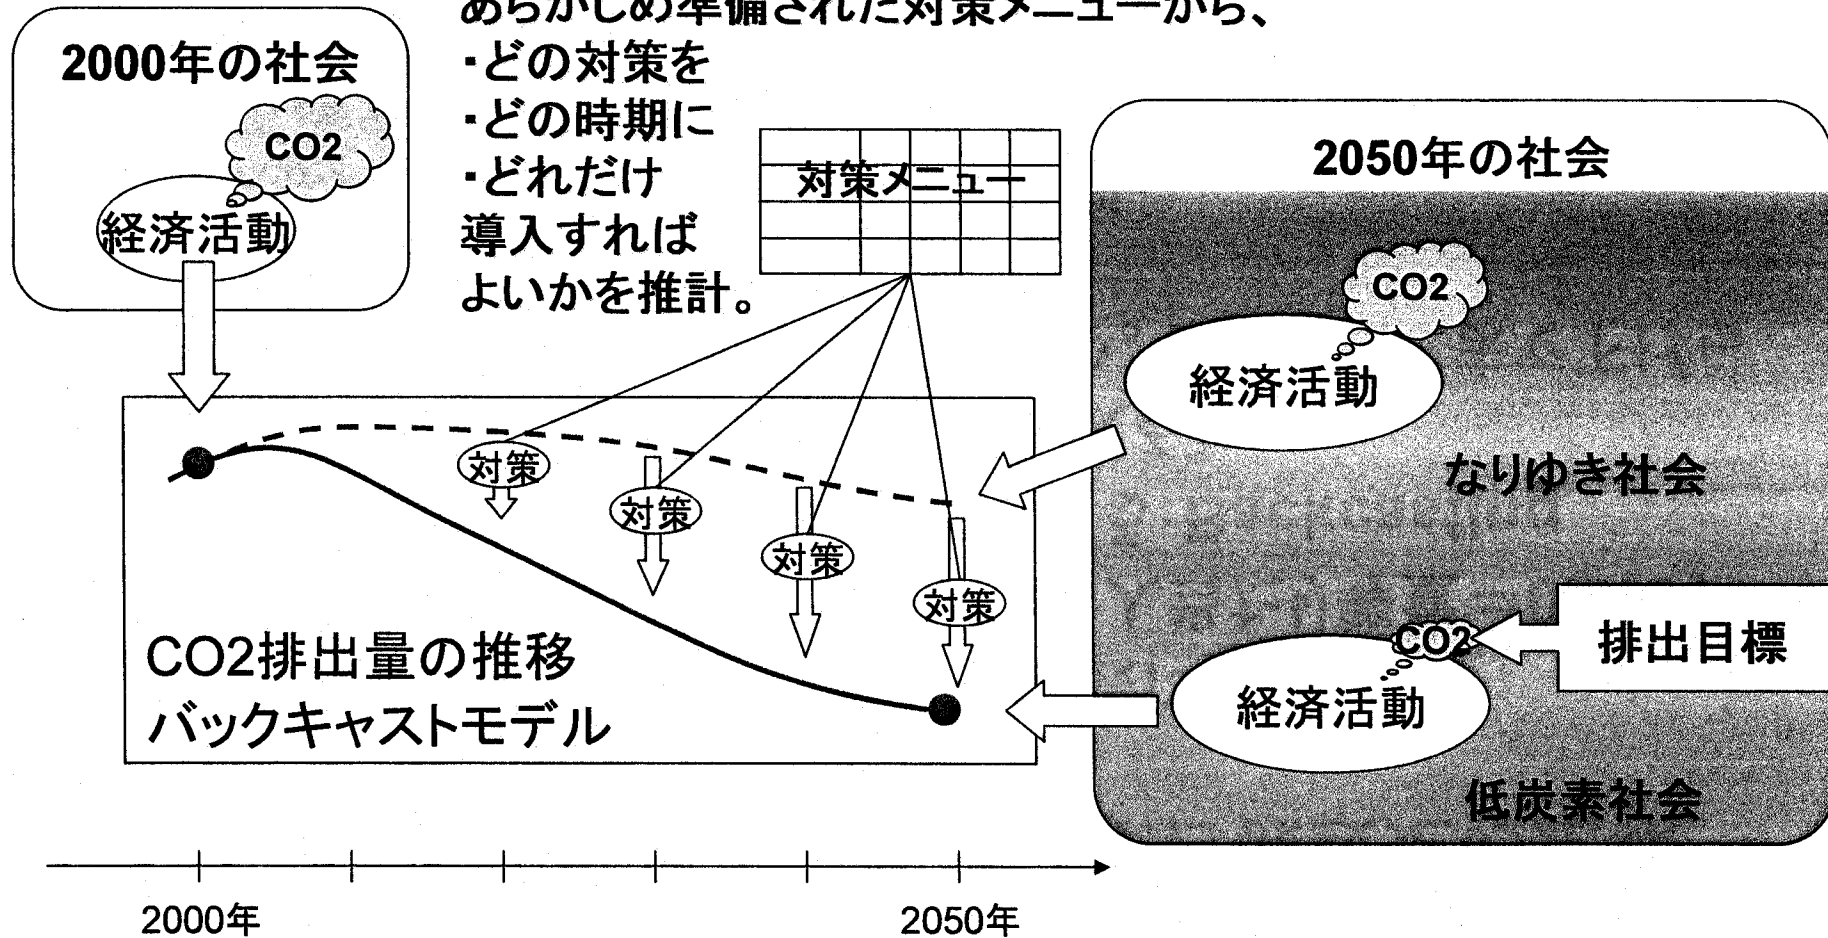 2000年の社会
CO2
経済活動
あらかじめ準備された対策メニューから、
・どの対策を
・どの時期に
・どれだけ
導入すれば
よいかを推計。
対策メニュー
2050年の社会
CO2
経済活動
なりゆき社会
CO2
排出目標
経済活動
低炭素社会
対策
対策
対策
対策
CO2排出量の推移
バックキャストモデル
2000年
2050年